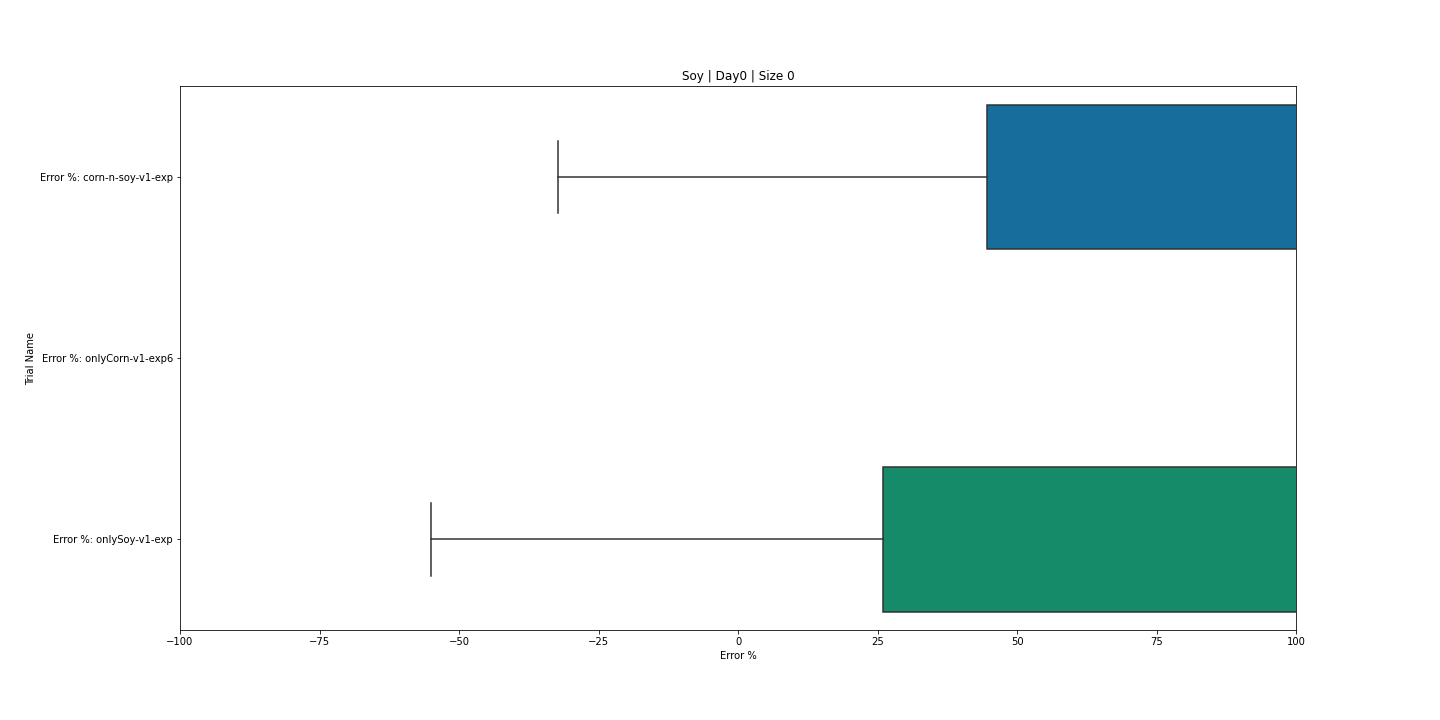 Soy | Day0 | Size 0
Error %: corn-n-soy-v1-exp
Trial Name
Error %: onlyCorn-v1-exp6
Error %: onlySoy-v1-exp
−100 −75 −50 −25 0 25 50 75 100
Error %